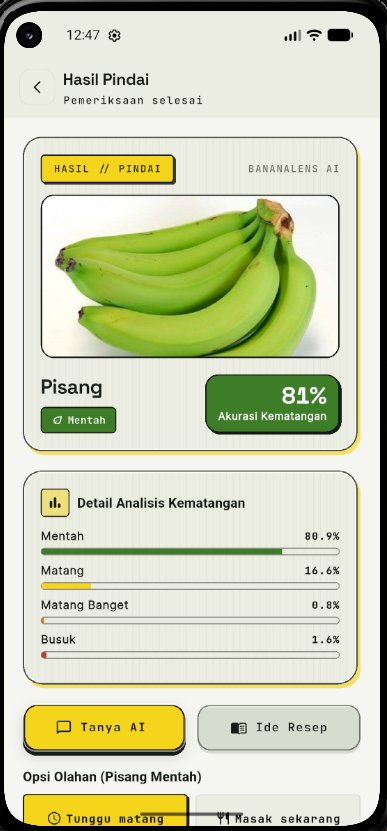 12:47
Hasil Pindai
Pemeriksaan selesai
HASIL // PINDAI
BANANALENS AI
Pisang
Mentah
81%
Akurasi Kematangan
Detail Analisis Kematangan
Mentah 80.9%
Matang 16.6%
Matang Banget 0.8%
Busuk 1.6%
Tanya AI
Ide Resep
Opsi Olahan (Pisang Mentah)
Tunggu matang
Masak sekarang